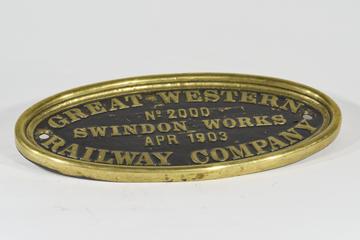 GREAT WESTERN
Nº 2000
SWINDON WORKS
APR 1903
RAILWAY COMPANY